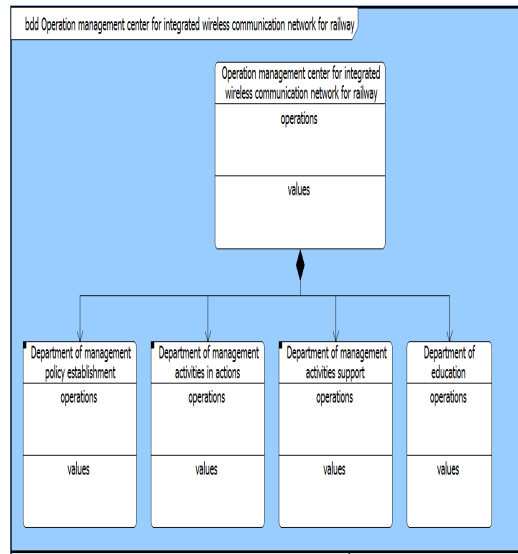 bdd Operation management center for integrated wireless communication network for railway
Operation management center for integrated
wireless communication network for railway
operations
values
Department of management
policy establishment
operations
values
Department of management
activities in actions
operations
values
Department of management
activities support
operations
values
Department of
education
operations
values